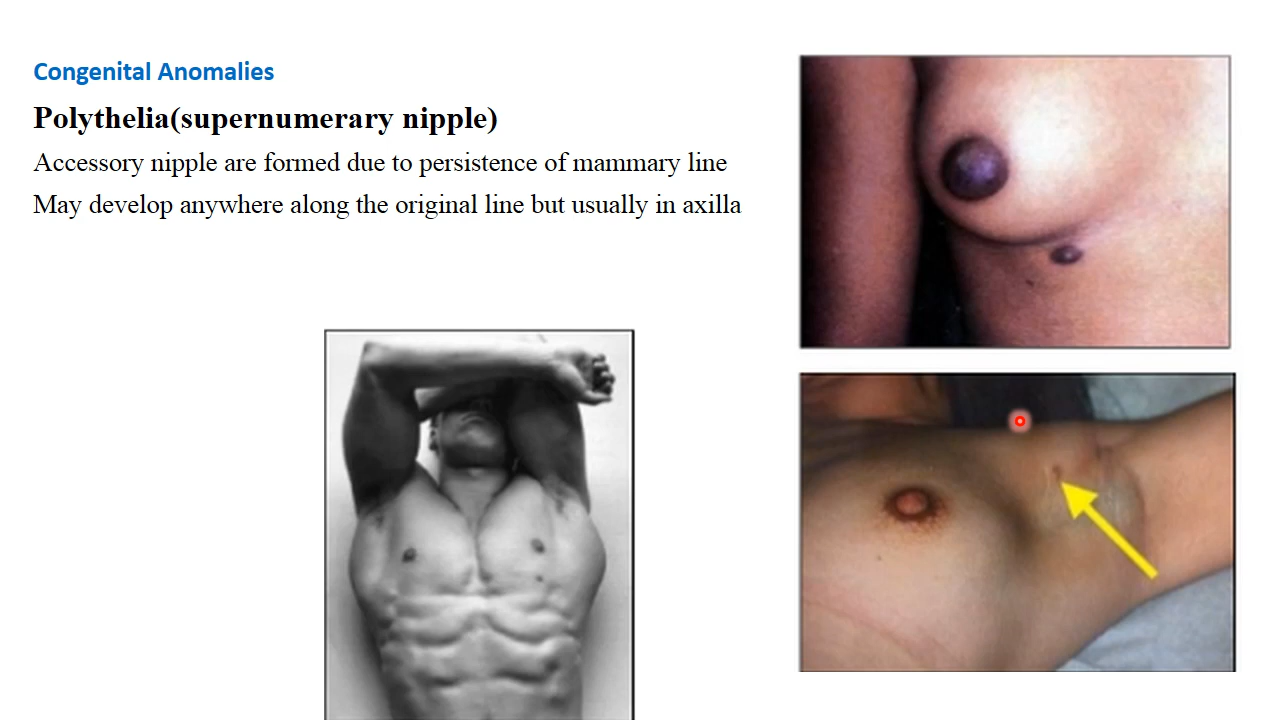 Congenital Anomalies
Polythelia(supernumerary nipple)
Accessory nipple are formed due to persistence of mammary line
May develop anywhere along the original line but usually in axilla